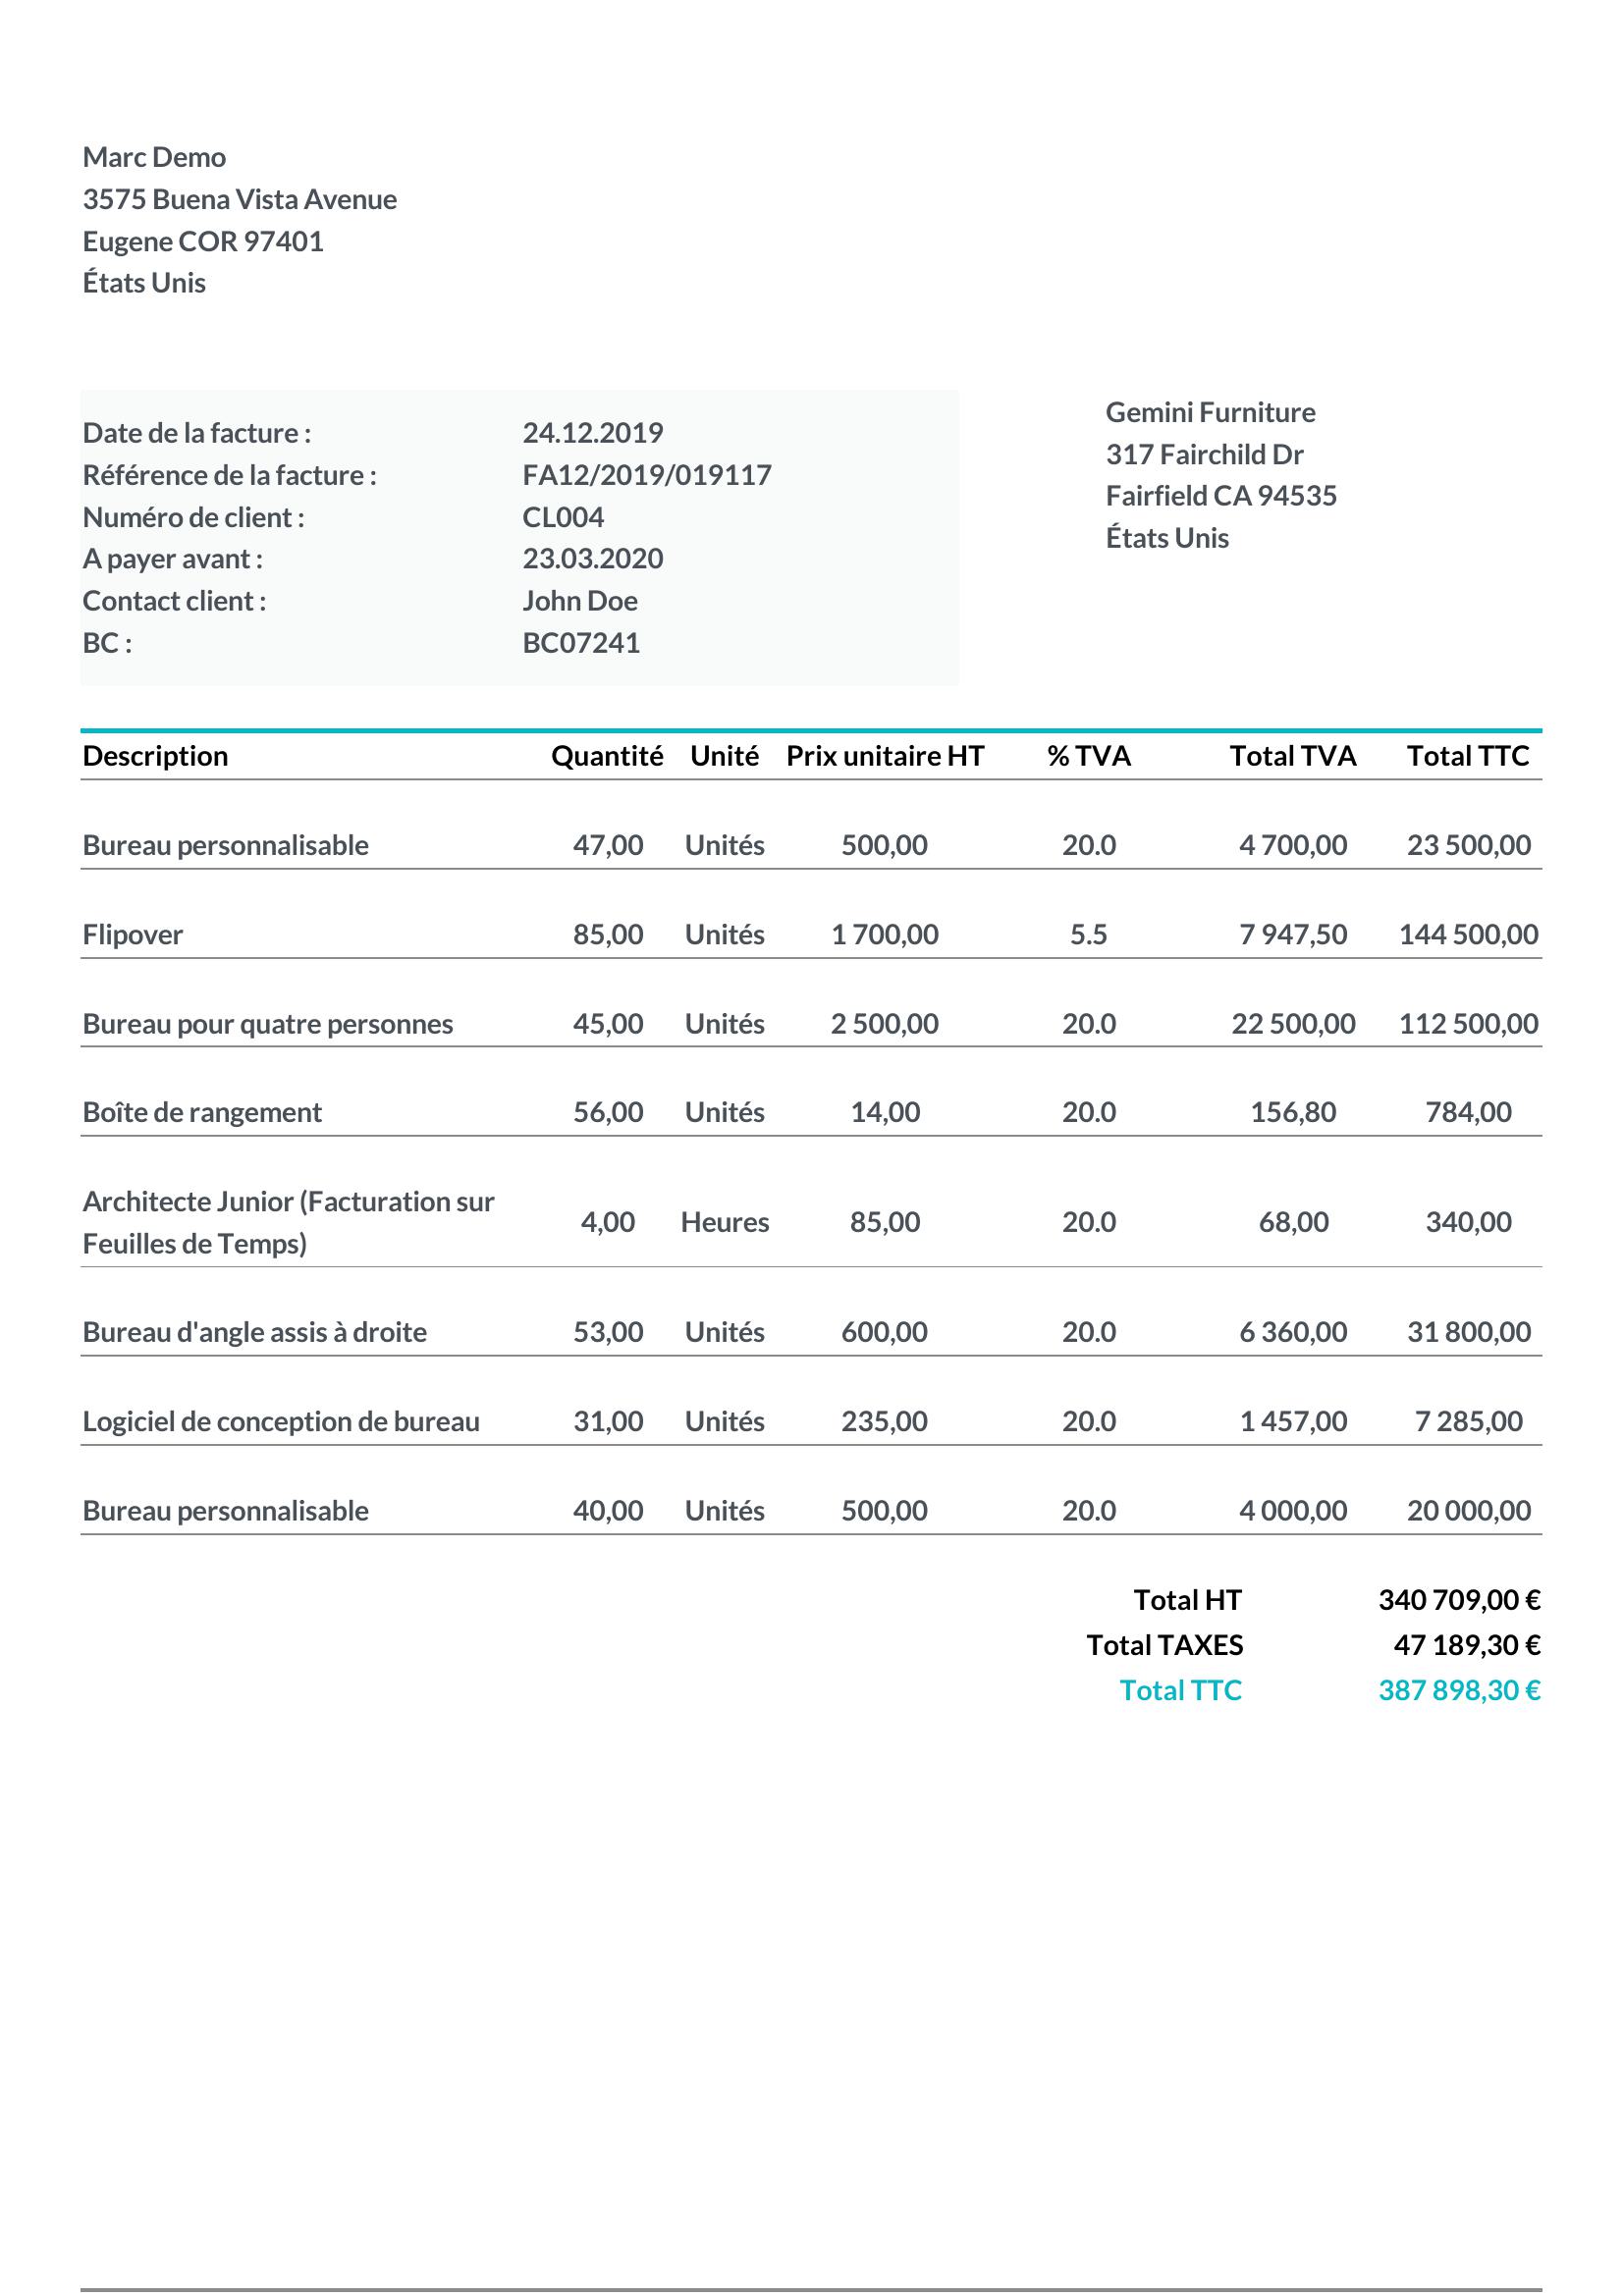 Marc Demo
3575 Buena Vista Avenue
Eugene COR 97401
États Unis
Date de la facture : 24.12.2019
Référence de la facture : FA12/2019/019117
Numéro de client : CL004
A payer avant : 23.03.2020
Contact client : John Doe
BC : BC07241
Gemini Furniture
317 Fairchild Dr
Fairfield CA 94535
États Unis
Description Quantité Unité Prix unitaire HT % TVA Total TVA Total TTC
Bureau personnalisable 47,00 Unités 500,00 20.0 4 700,00 23 500,00
Flipover 85,00 Unités 1 700,00 5.5 7 947,50 144 500,00
Bureau pour quatre personnes 45,00 Unités 2 500,00 20.0 22 500,00 112 500,00
Boîte de rangement 56,00 Unités 14,00 20.0 156,80 784,00
Architecte Junior (Facturation sur
Feuilles de Temps) 4,00 Heures 85,00 20.0 68,00 340,00
Bureau d'angle assis à droite 53,00 Unités 600,00 20.0 6 360,00 31 800,00
Logiciel de conception de bureau 31,00 Unités 235,00 20.0 1 457,00 7 285,00
Bureau personnalisable 40,00 Unités 500,00 20.0 4 000,00 20 000,00
Total HT 340 709,00 €
Total TAXES 47 189,30 €
Total TTC 387 898,30 €